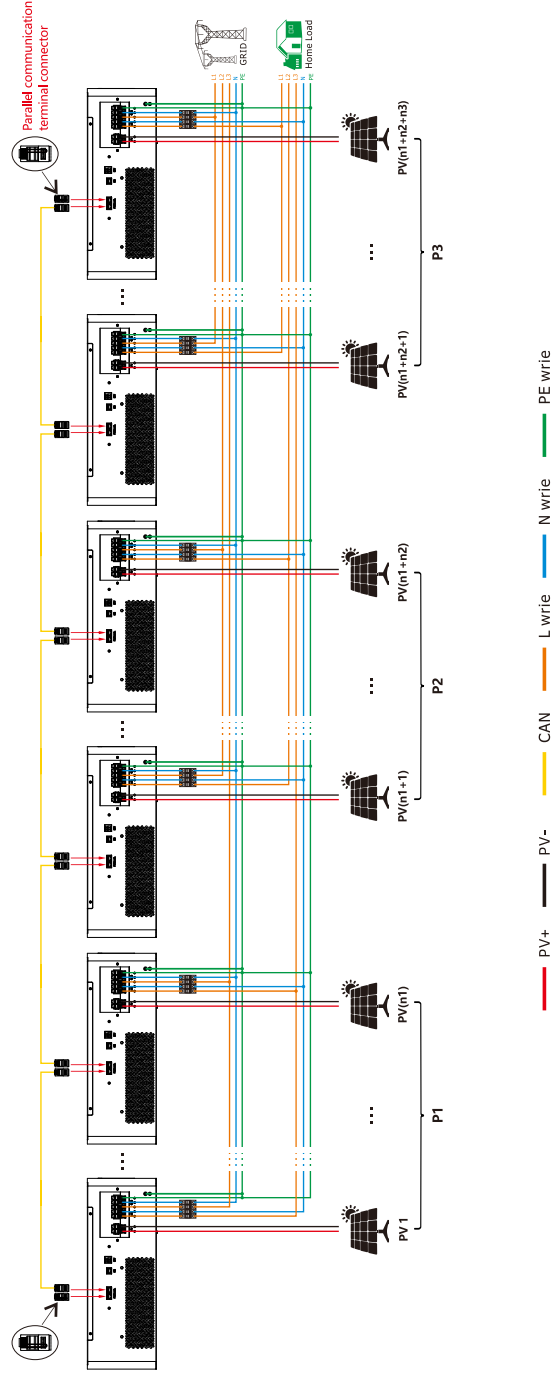 Parallel communication
terminal connector
GRID
Home Load
L1
L2
L3
N
PE
L1
L2
L3
N
PE
PV 1
PV(n1)
PV(n1+1)
PV(n1+n2)
PV(n1+n2+1)
PV(n1+n2+n3)
P1
P2
P3
PV+
PV-
CAN
L wrie
N wrie
PE wrie